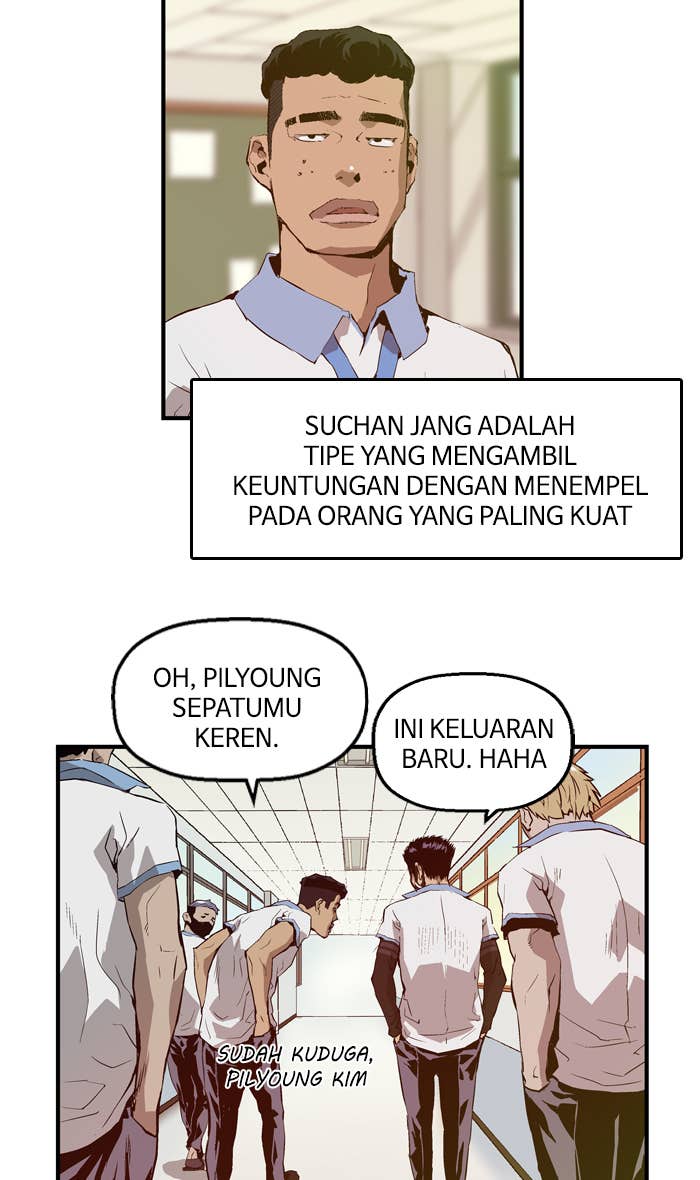 SUCHAN JANG ADALAH
TIPE YANG MENGAMBIL
KEUNTUNGAN DENGAN MENEMPEL
PADA ORANG YANG PALING KUAT
OH, PILYOUNG
SEPATUMU
KEREN.
INI KELUARAN
BARU. HAHA
SUDAH KUDUGA,
PILYOUNG KIM